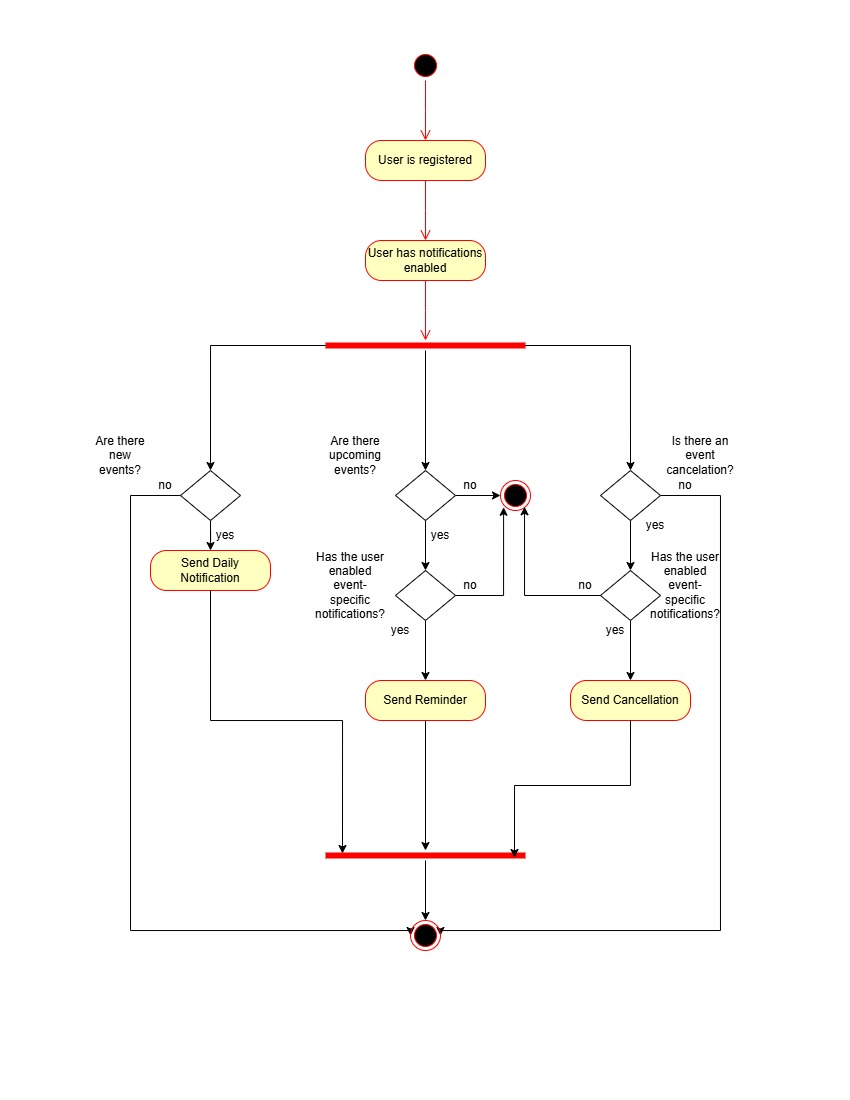 User is registered
User has notifications
enabled
Are there
new
events?
Are there
upcoming
events?
Is there an
event
cancelation?
no
no
no
yes
yes
yes
Send Daily
Notification
Has the user
enabled
event-
specific
notifications?
no
no
Has the user
enabled
event-
specific
notifications?
yes
yes
Send Reminder
Send Cancellation